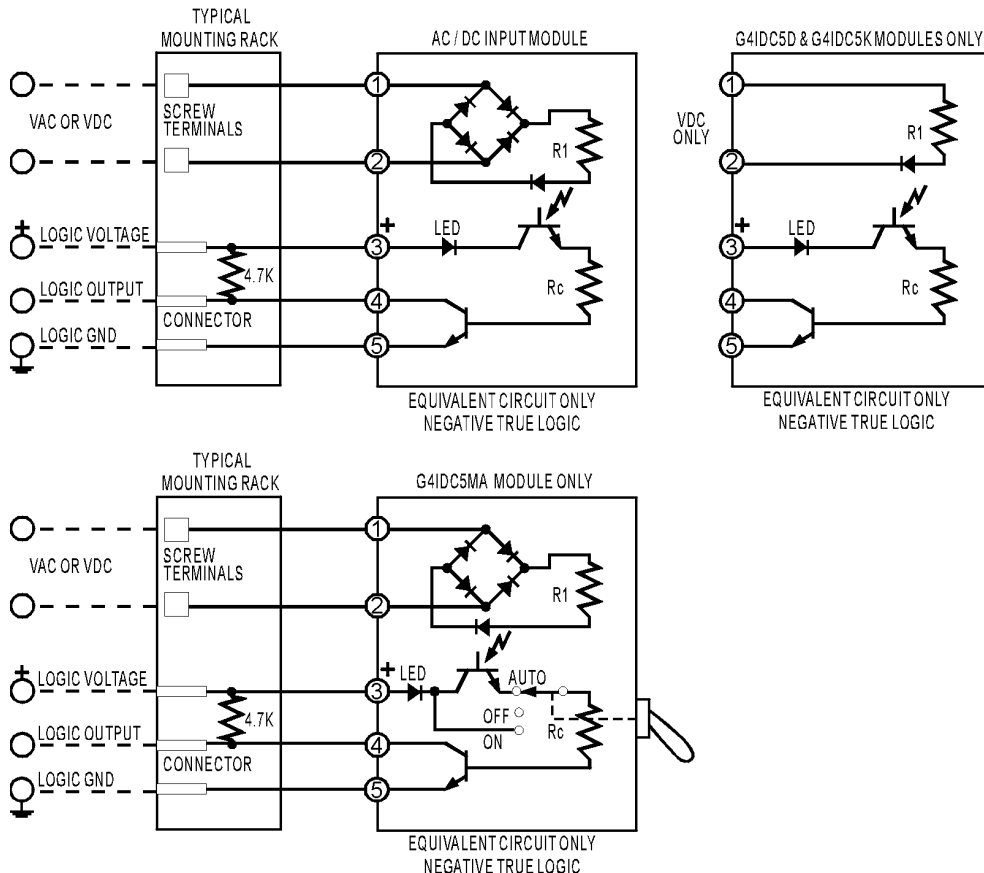 TYPICAL
MOUNTING RACK
AC / DC INPUT MODULE
G4IDC5D & G4IDC5K MODULES ONLY
VAC OR VDC
SCREW
TERMINALS
1
2
R1
+
LOGIC VOLTAGE
+
3
LED
4.7K
LOGIC OUTPUT
4
Rc
CONNECTOR
LOGIC GND
5
EQUIVALENT CIRCUIT ONLY
NEGATIVE TRUE LOGIC
1
VDC
ONLY
R1
2
+
3
LED
4
Rc
5
EQUIVALENT CIRCUIT ONLY
NEGATIVE TRUE LOGIC
TYPICAL
MOUNTING RACK
G4IDC5MA MODULE ONLY
VAC OR VDC
SCREW
TERMINALS
1
2
R1
+
LOGIC VOLTAGE
+
3
LED
AUTO
4.7K
OFF
ON
Rc
LOGIC OUTPUT
4
CONNECTOR
LOGIC GND
5
EQUIVALENT CIRCUIT ONLY
NEGATIVE TRUE LOGIC